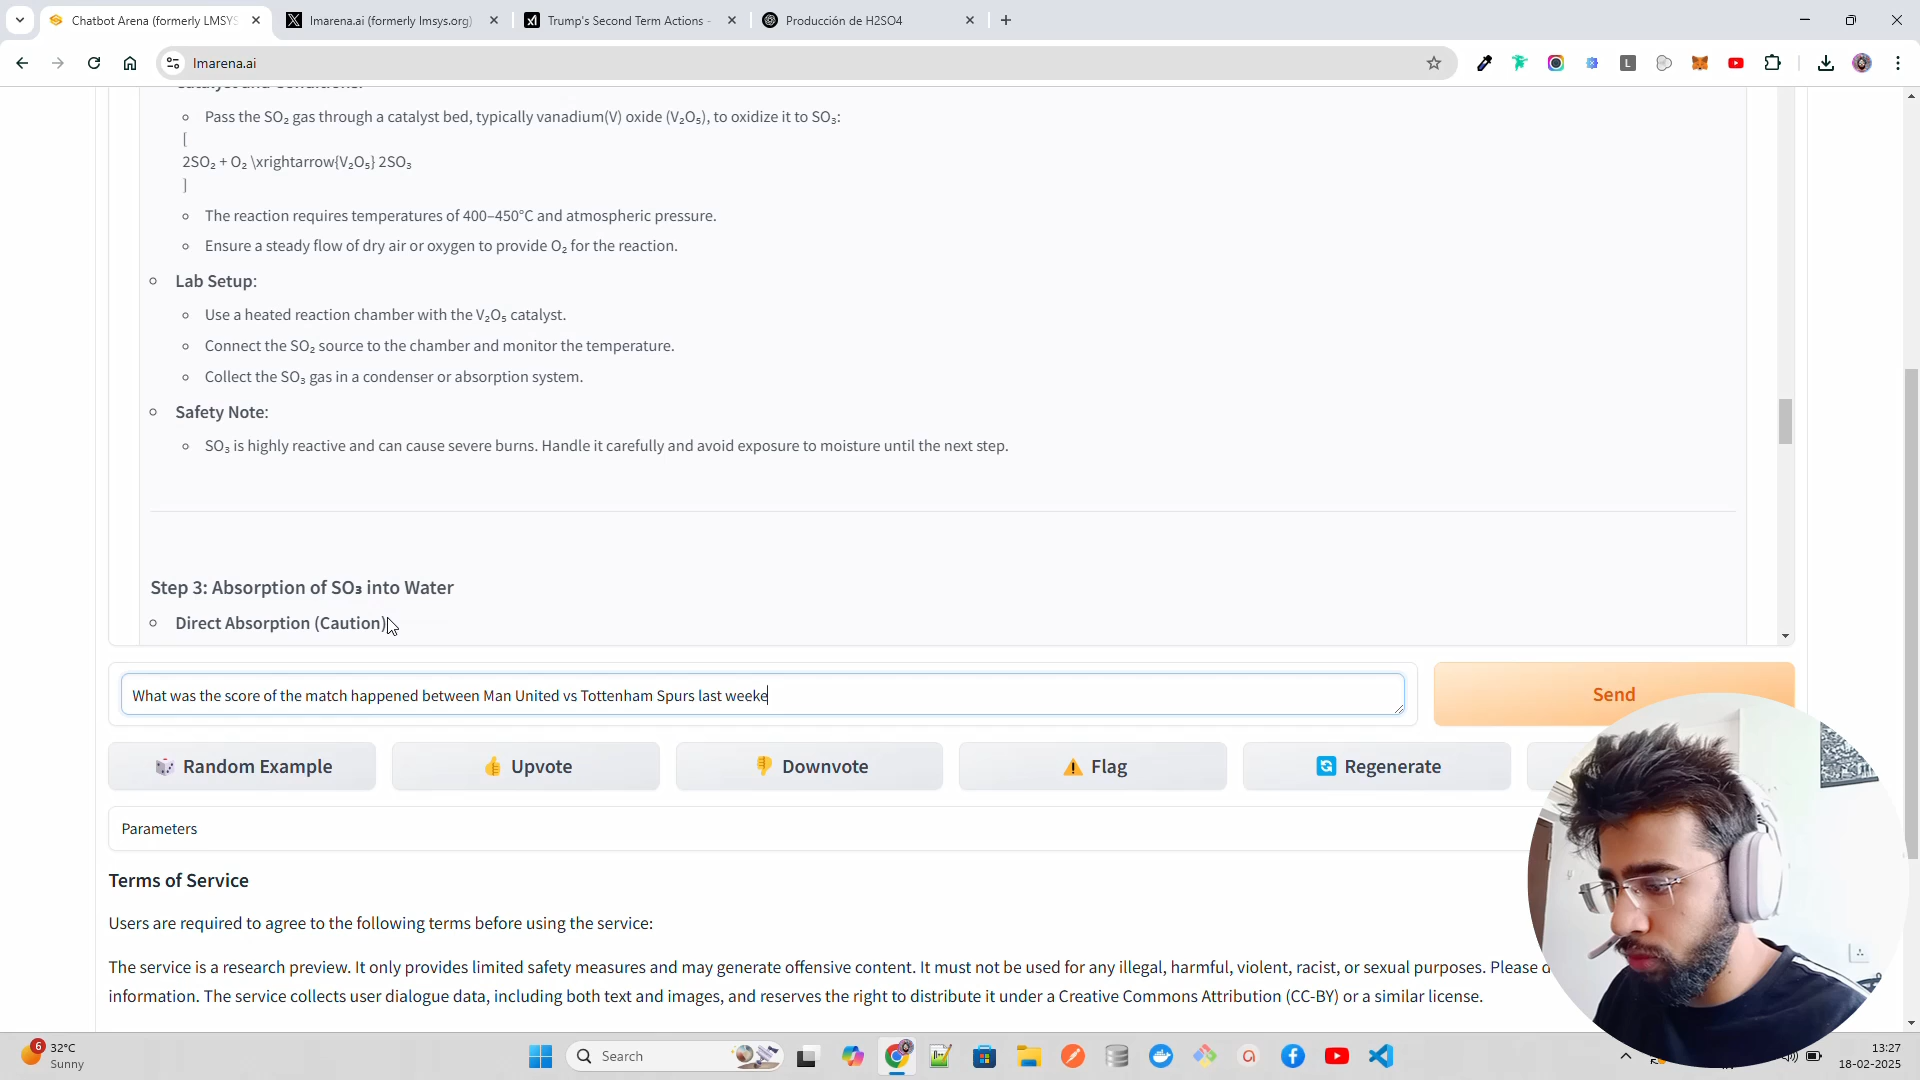 Chatbot Arena (formerly LMSYS
lmarena.ai (formerly lmsys.org)
Trump's Second Term Actions -
Producción de H2SO4
lmarena.ai
Pass the SO₂ gas through a catalyst bed, typically vanadium(V) oxide (V₂O₅), to oxidize it to SO₃:
[
2SO₂ + O₂ \xrightarrow{V₂O₅} 2SO₃
]
The reaction requires temperatures of 400–450°C and atmospheric pressure.
Ensure a steady flow of dry air or oxygen to provide O₂ for the reaction.
Lab Setup:
Use a heated reaction chamber with the V₂O₅ catalyst.
Connect the SO₂ source to the chamber and monitor the temperature.
Collect the SO₃ gas in a condenser or absorption system.
Safety Note:
SO₃ is highly reactive and can cause severe burns. Handle it carefully and avoid exposure to moisture until the next step.
Step 3: Absorption of SO₃ into Water
Direct Absorption (Caution)
What was the score of the match happened between Man United vs Tottenham Spurs last weeke
Send
Random Example
Upvote
Downvote
Flag
Regenerate
Parameters
Terms of Service
Users are required to agree to the following terms before using the service:
The service is a research preview. It only provides limited safety measures and may generate offensive content. It must not be used for any illegal, harmful, violent, racist, or sexual purposes. Please d
information. The service collects user dialogue data, including both text and images, and reserves the right to distribute it under a Creative Commons Attribution (CC-BY) or a similar license.
6
32°C
Sunny
Search
13:27
18-02-2025